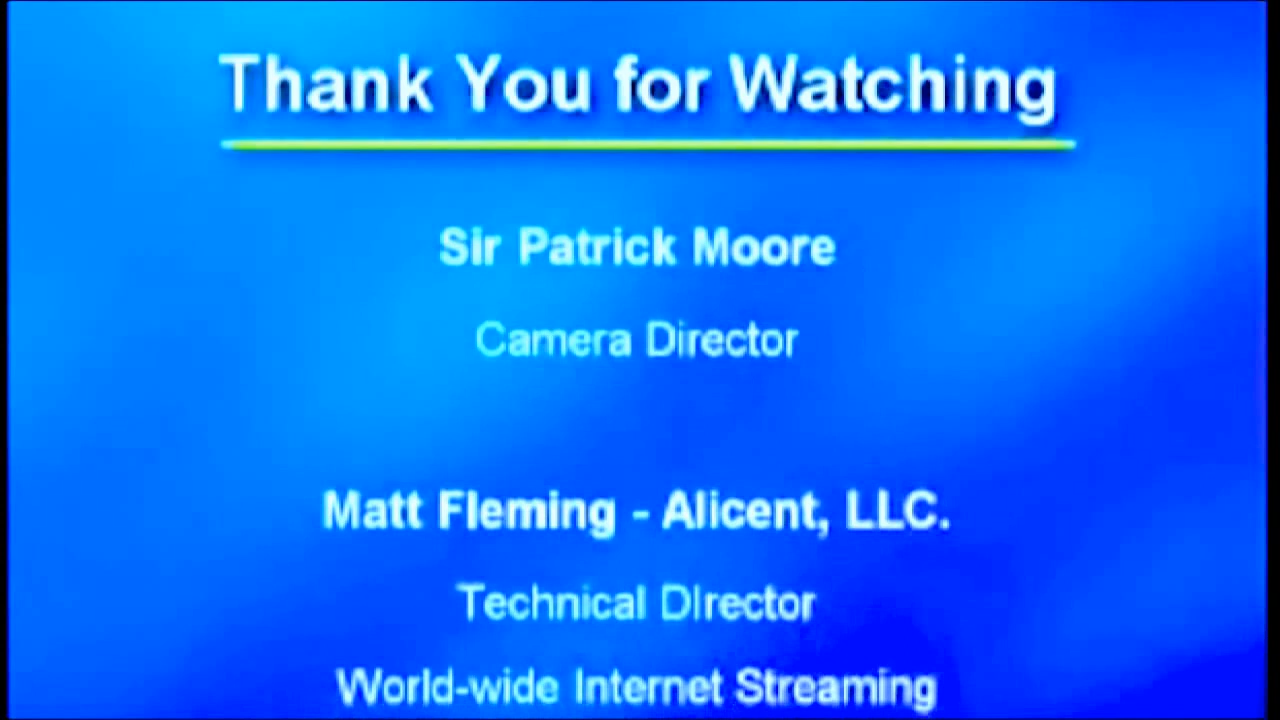 Thank You for Watching
Sir Patrick Moore
Camera Director
Matt Fleming - Alicent, LLC.
Technical DIrector
World-wide Internet Streaming